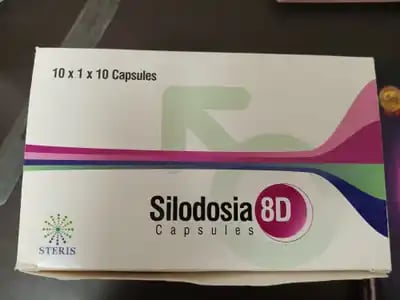 10 x 1 x 10 Capsules
Silodosia 8D
Capsules
STERIS